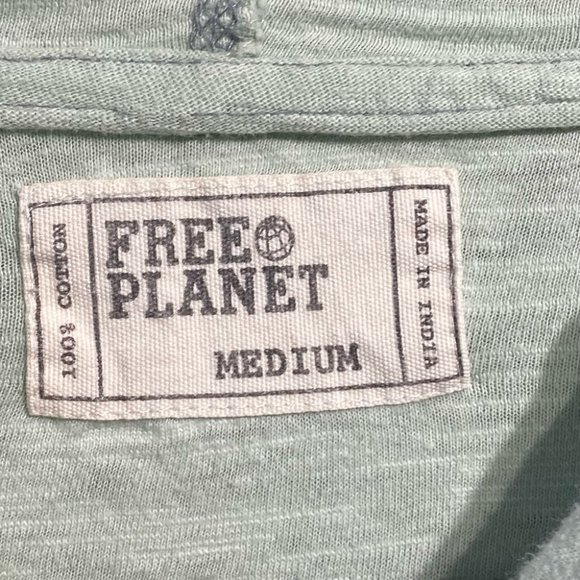 100% COTTON
FREE
PLANET
MEDIUM
MADE IN INDIA